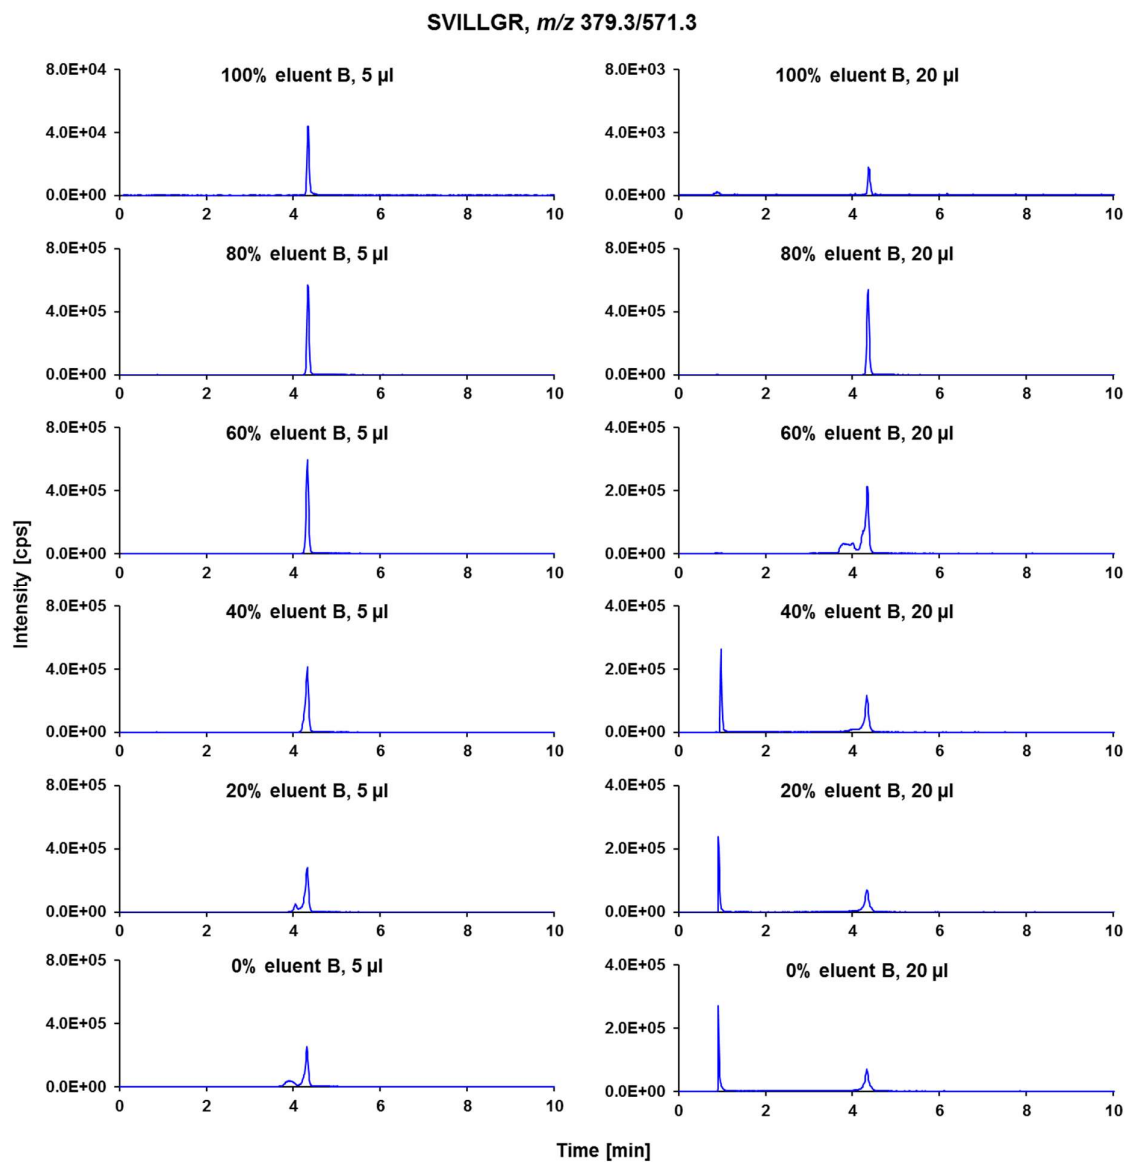 SVILLGR, m/z 379.3/571.3
100% eluent B, 5 µl
8.0E+04
4.0E+04
0.0E+00
0 2 4 6 8 10
100% eluent B, 20 µl
8.0E+03
4.0E+03
0.0E+00
0 2 4 6 8 10
80% eluent B, 5 µl
8.0E+05
4.0E+05
0.0E+00
0 2 4 6 8 10
80% eluent B, 20 µl
8.0E+05
4.0E+05
0.0E+00
0 2 4 6 8 10
60% eluent B, 5 µl
8.0E+05
4.0E+05
0.0E+00
0 2 4 6 8 10
60% eluent B, 20 µl
4.0E+05
2.0E+05
0.0E+00
0 2 4 6 8 10
Intensity [cps]
40% eluent B, 5 µl
8.0E+05
4.0E+05
0.0E+00
0 2 4 6 8 10
40% eluent B, 20 µl
4.0E+05
2.0E+05
0.0E+00
0 2 4 6 8 10
20% eluent B, 5 µl
8.0E+05
4.0E+05
0.0E+00
0 2 4 6 8 10
20% eluent B, 20 µl
4.0E+05
2.0E+05
0.0E+00
0 2 4 6 8 10
0% eluent B, 5 µl
8.0E+05
4.0E+05
0.0E+00
0 2 4 6 8 10
0% eluent B, 20 µl
4.0E+05
2.0E+05
0.0E+00
0 2 4 6 8 10
Time [min]